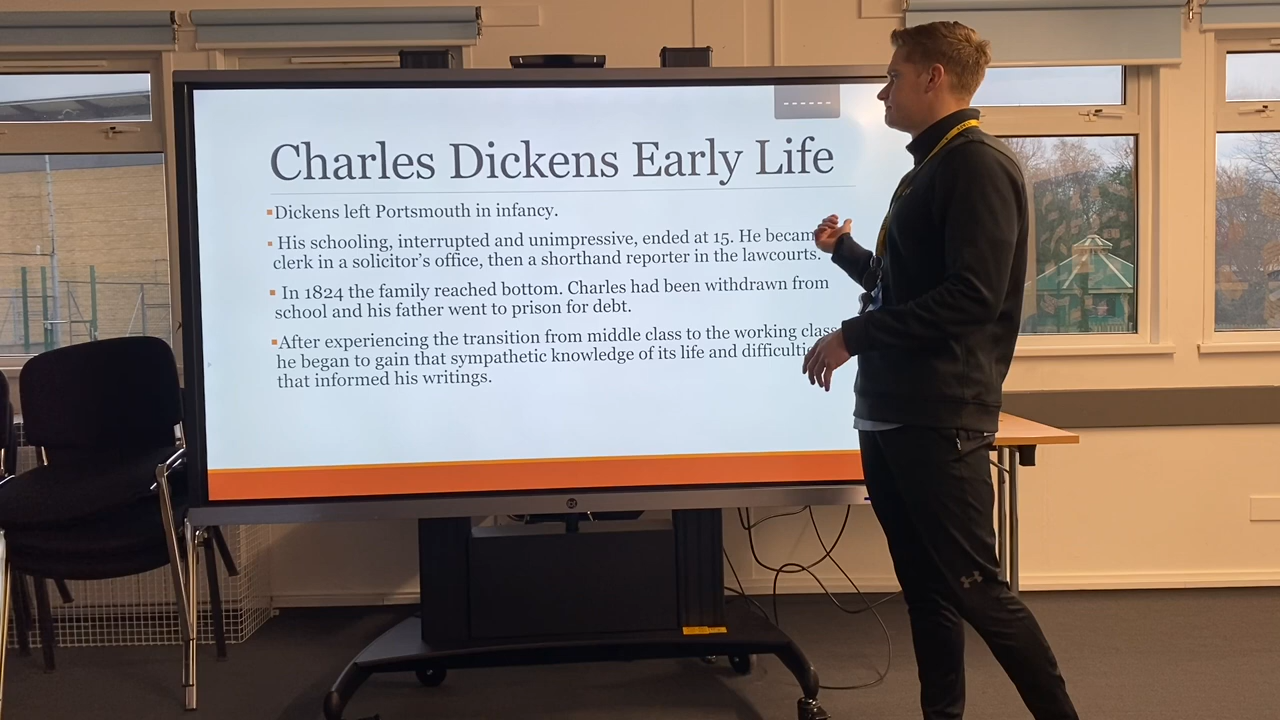 Charles Dickens Early Life
▪Dickens left Portsmouth in infancy.
▪ His schooling, interrupted and unimpressive, ended at 15. He becam
clerk in a solicitor's office, then a shorthand reporter in the lawcourts.
▪ In 1824 the family reached bottom. Charles had been withdrawn from
school and his father went to prison for debt.
▪After experiencing the transition from middle class to the working class
he began to gain that sympathetic knowledge of its life and difficultie
that informed his writings.